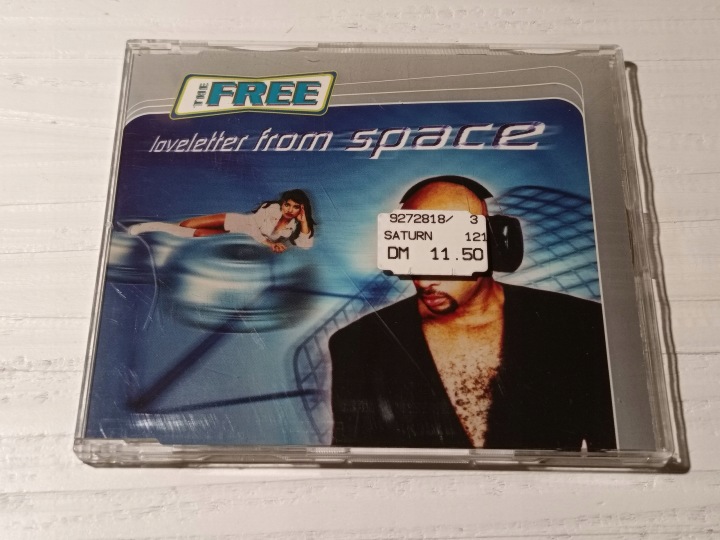 THE FREE
loveletter from space
9272818/ 3
SATURN 121
DM 11.50